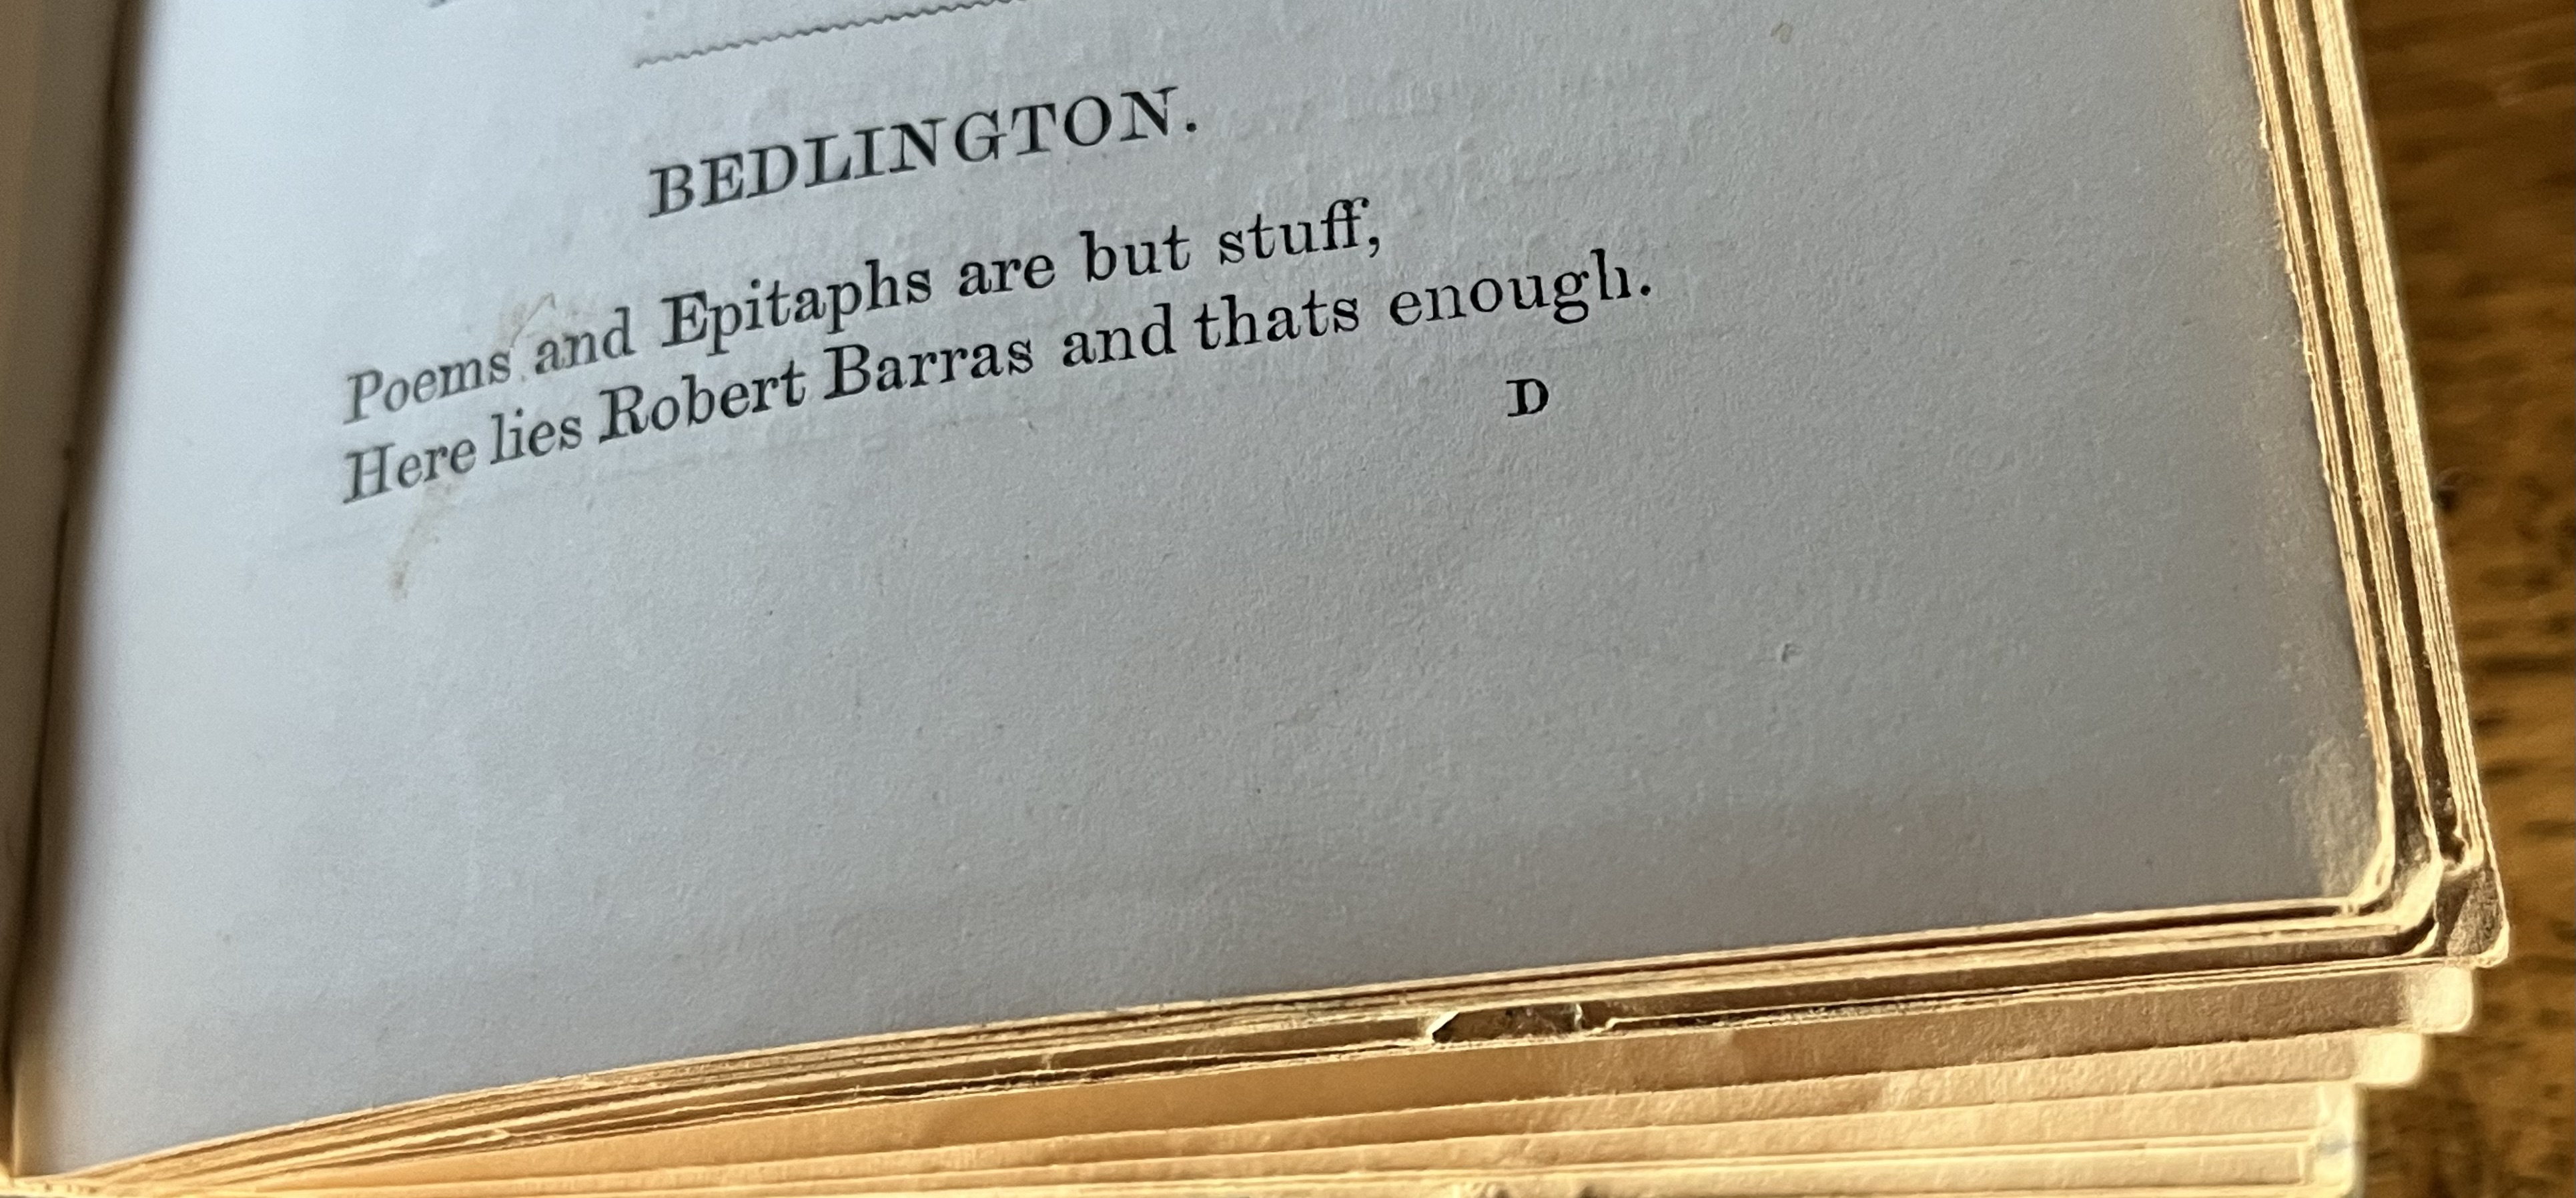 BEDLINGTON.
Poems and Epitaphs are but stuff,
Here lies Robert Barras and thats enough.
D